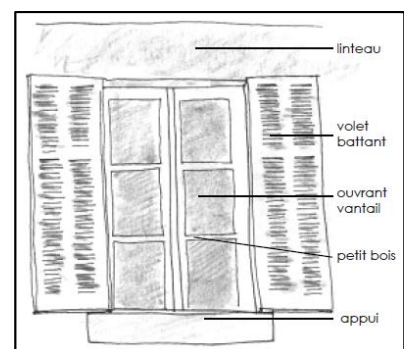 linteau
volet
battant
ouvrant
vantail
petit bois
appui